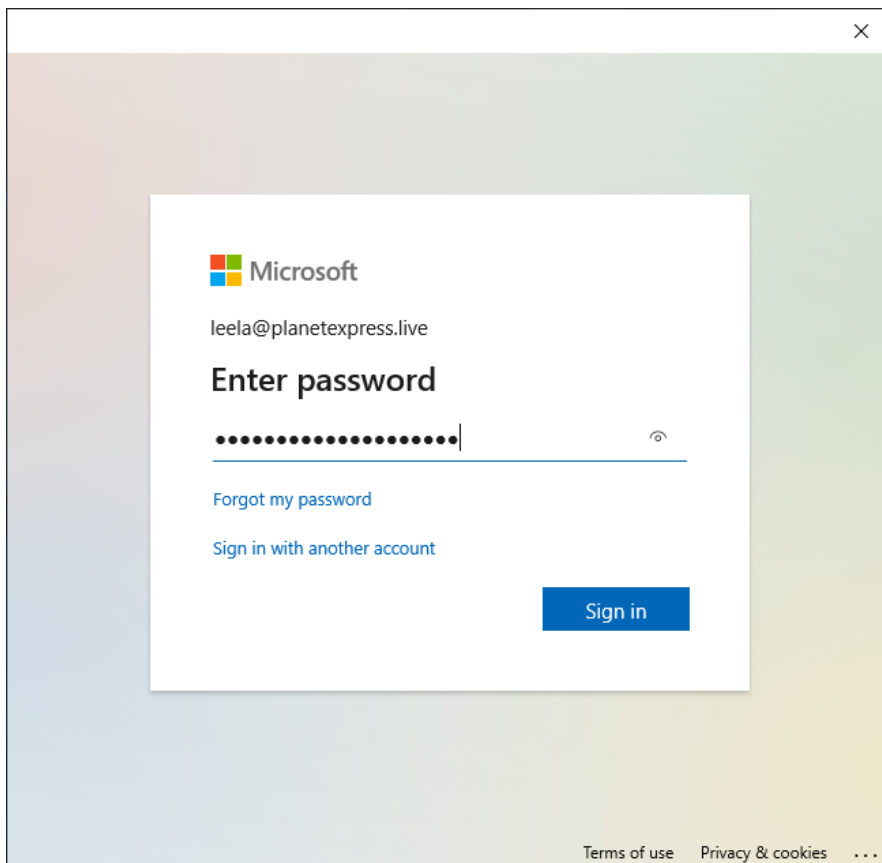 Microsoft
leela@planetexpress.live
Enter password
••••••••••••••••••••
Forgot my password
Sign in with another account
Sign in
Terms of use Privacy & cookies ...